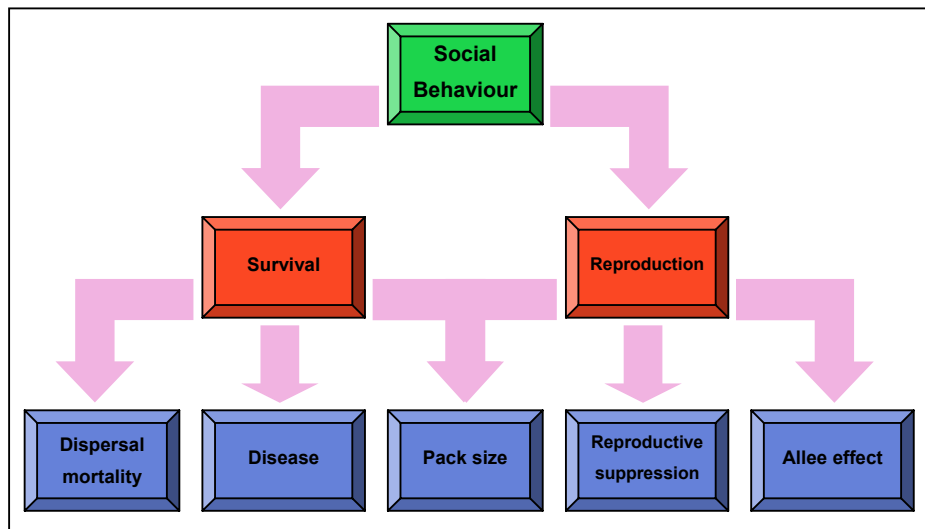 Social
Behaviour
Survival
Reproduction
Dispersal
mortality
Disease
Pack size
Reproductive
suppression
Allee effect